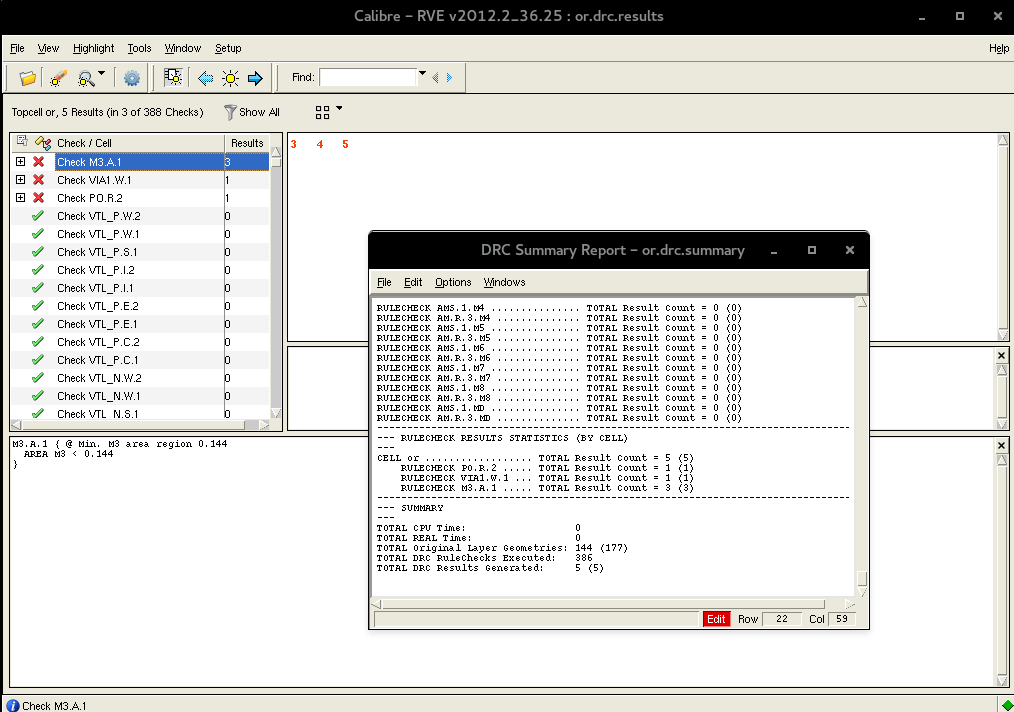 Calibre – RVE v2012.2_36.25 : or.drc.results
File View Highlight Tools Window Setup Help
Find:
Topcell or, 5 Results (in 3 of 388 Checks) Show All
Check / Cell Results
Check M3.A.1 3
Check VIA1.W.1 1
Check PO.R.2 1
Check VTL_P.W.2 0
Check VTL_P.W.1 0
Check VTL_P.S.1 0
Check VTL_P.I.2 0
Check VTL_P.I.1 0
Check VTL_P.E.2 0
Check VTL_P.E.1 0
Check VTL_P.C.2 0
Check VTL_P.C.1 0
Check VTL_N.W.2 0
Check VTL_N.W.1 0
Check VTL_N.S.1 0
3 4 5
M3.A.1 { @ Min. M3 area region 0.144
AREA M3 < 0.144
}
DRC Summary Report – or.drc.summary
File Edit Options Windows
RULECHECK AMS.1.M4 ............... TOTAL Result Count = 0 (0)
RULECHECK AM.R.3.M4 .............. TOTAL Result Count = 0 (0)
RULECHECK AMS.1.M5 ............... TOTAL Result Count = 0 (0)
RULECHECK AM.R.3.M5 .............. TOTAL Result Count = 0 (0)
RULECHECK AMS.1.M6 ............... TOTAL Result Count = 0 (0)
RULECHECK AM.R.3.M6 .............. TOTAL Result Count = 0 (0)
RULECHECK AMS.1.M7 ............... TOTAL Result Count = 0 (0)
RULECHECK AM.R.3.M7 .............. TOTAL Result Count = 0 (0)
RULECHECK AMS.1.M8 ............... TOTAL Result Count = 0 (0)
RULECHECK AM.R.3.M8 .............. TOTAL Result Count = 0 (0)
RULECHECK AMS.1.MD ............... TOTAL Result Count = 0 (0)
RULECHECK AM.R.3.MD .............. TOTAL Result Count = 0 (0)
--------------------------------------------------------------------------------
--- RULECHECK RESULTS STATISTICS (BY CELL)
---
CELL or .................. TOTAL Result Count = 5 (5)
RULECHECK PO.R.2 ..... TOTAL Result Count = 1 (1)
RULECHECK VIA1.W.1 ... TOTAL Result Count = 1 (1)
RULECHECK M3.A.1 ..... TOTAL Result Count = 3 (3)
--------------------------------------------------------------------------------
--- SUMMARY
---
TOTAL CPU Time: 0
TOTAL REAL Time: 0
TOTAL Original Layer Geometries: 144 (177)
TOTAL DRC RuleChecks Executed: 386
TOTAL DRC Results Generated: 5 (5)
Edit Row 22 Col 59
Check M3.A.1